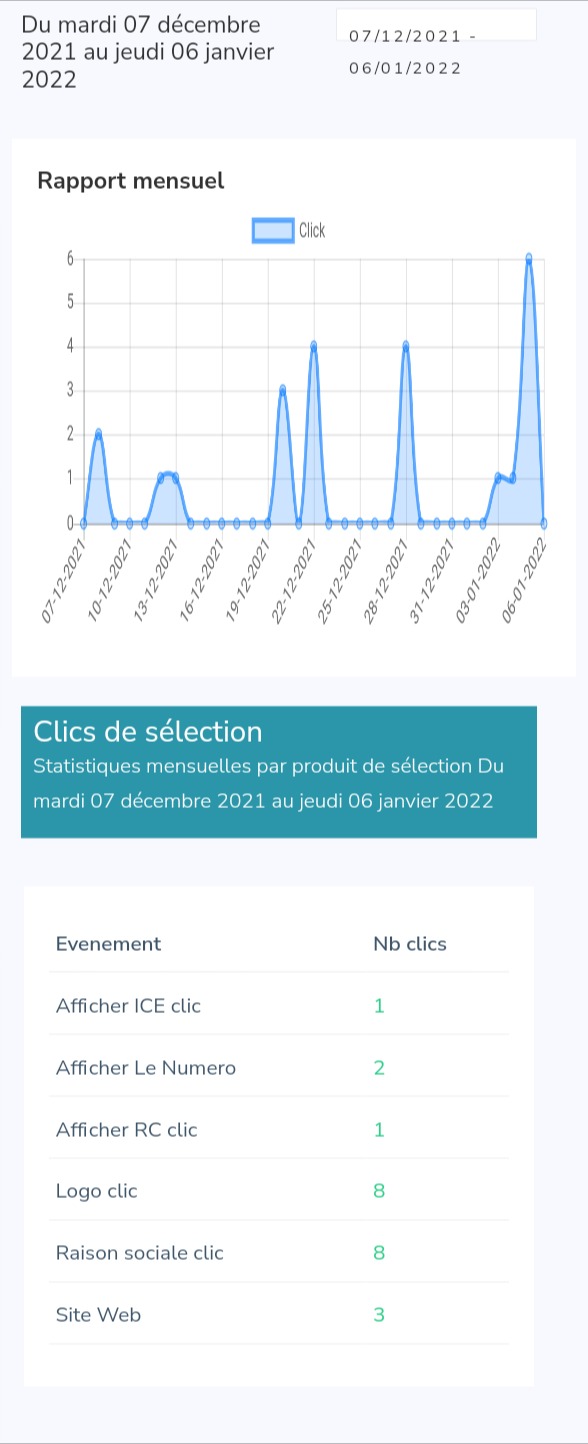 Du mardi 07 décembre
2021 au jeudi 06 janvier
2022
07/12/2021 -
06/01/2022
Rapport mensuel
Click
6
5
4
3
2
1
0
07-12-2021
10-12-2021
13-12-2021
16-12-2021
19-12-2021
22-12-2021
25-12-2021
28-12-2021
31-12-2021
03-01-2022
06-01-2022
Clics de sélection
Statistiques mensuelles par produit de sélection Du
mardi 07 décembre 2021 au jeudi 06 janvier 2022
Evenement Nb clics
Afficher ICE clic 1
Afficher Le Numero 2
Afficher RC clic 1
Logo clic 8
Raison sociale clic 8
Site Web 3